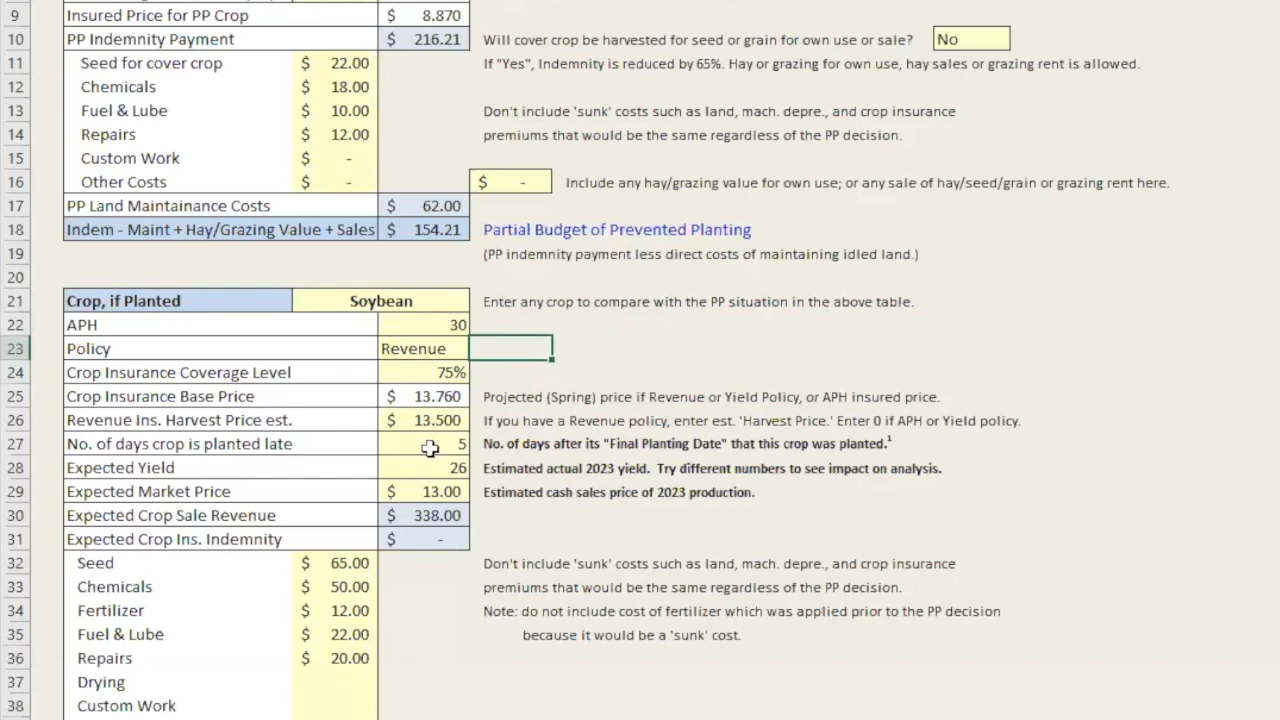 9 Insured Price for PP Crop $ 8.870
10 PP Indemnity Payment $ 216.21 Will cover crop be harvested for seed or grain for own use or sale? No
11 Seed for cover crop $ 22.00 If "Yes", Indemnity is reduced by 65%. Hay or grazing for own use, hay sales or grazing rent is allowed.
12 Chemicals $ 18.00
13 Fuel & Lube $ 10.00 Don't include 'sunk' costs such as land, mach. depre., and crop insurance
14 Repairs $ 12.00 premiums that would be the same regardless of the PP decision.
15 Custom Work $ -
16 Other Costs $ - $ - Include any hay/grazing value for own use; or any sale of hay/seed/grain or grazing rent here.
17 PP Land Maintainance Costs $ 62.00
18 Indem - Maint + Hay/Grazing Value + Sales $ 154.21 Partial Budget of Prevented Planting
19 (PP indemnity payment less direct costs of maintaining idled land.)
20
21 Crop, if Planted Soybean Enter any crop to compare with the PP situation in the above table.
22 APH 30
23 Policy Revenue
24 Crop Insurance Coverage Level 75%
25 Crop Insurance Base Price $ 13.760 Projected (Spring) price if Revenue or Yield Policy, or APH insured price.
26 Revenue Ins. Harvest Price est. $ 13.500 If you have a Revenue policy, enter est. 'Harvest Price.' Enter 0 if APH or Yield policy.
27 No. of days crop is planted late 5 No. of days after its "Final Planting Date" that this crop was planted.¹
28 Expected Yield 26 Estimated actual 2023 yield. Try different numbers to see impact on analysis.
29 Expected Market Price $ 13.00 Estimated cash sales price of 2023 production.
30 Expected Crop Sale Revenue $ 338.00
31 Expected Crop Ins. Indemnity $ -
32 Seed $ 65.00 Don't include 'sunk' costs such as land, mach. depre., and crop insurance
33 Chemicals $ 50.00 premiums that would be the same regardless of the PP decision.
34 Fertilizer $ 12.00 Note: do not include cost of fertilizer which was applied prior to the PP decision
35 Fuel & Lube $ 22.00 because it would be a 'sunk' cost.
36 Repairs $ 20.00
37 Drying
38 Custom Work